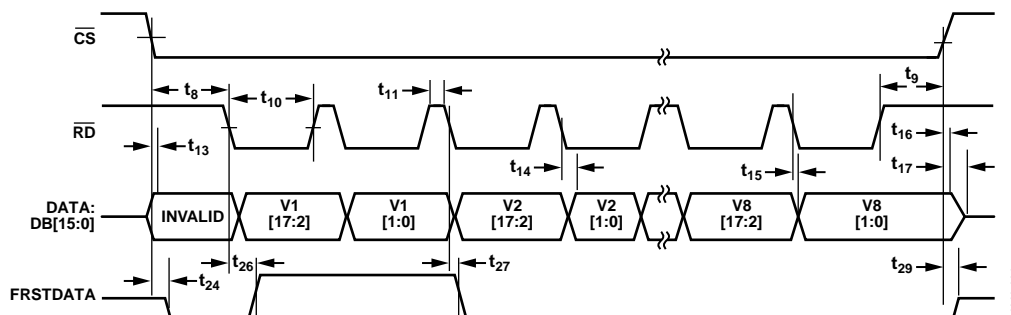 CS
t8
t10
t11
t9
RD
t13
t14
t15
t16
t17
DATA:
DB[15:0]
INVALID
V1
[17:2]
V1
[1:0]
V2
[17:2]
V2
[1:0]
V8
[17:2]
V8
[1:0]
t24
t26
t27
t29
FRSTDATA